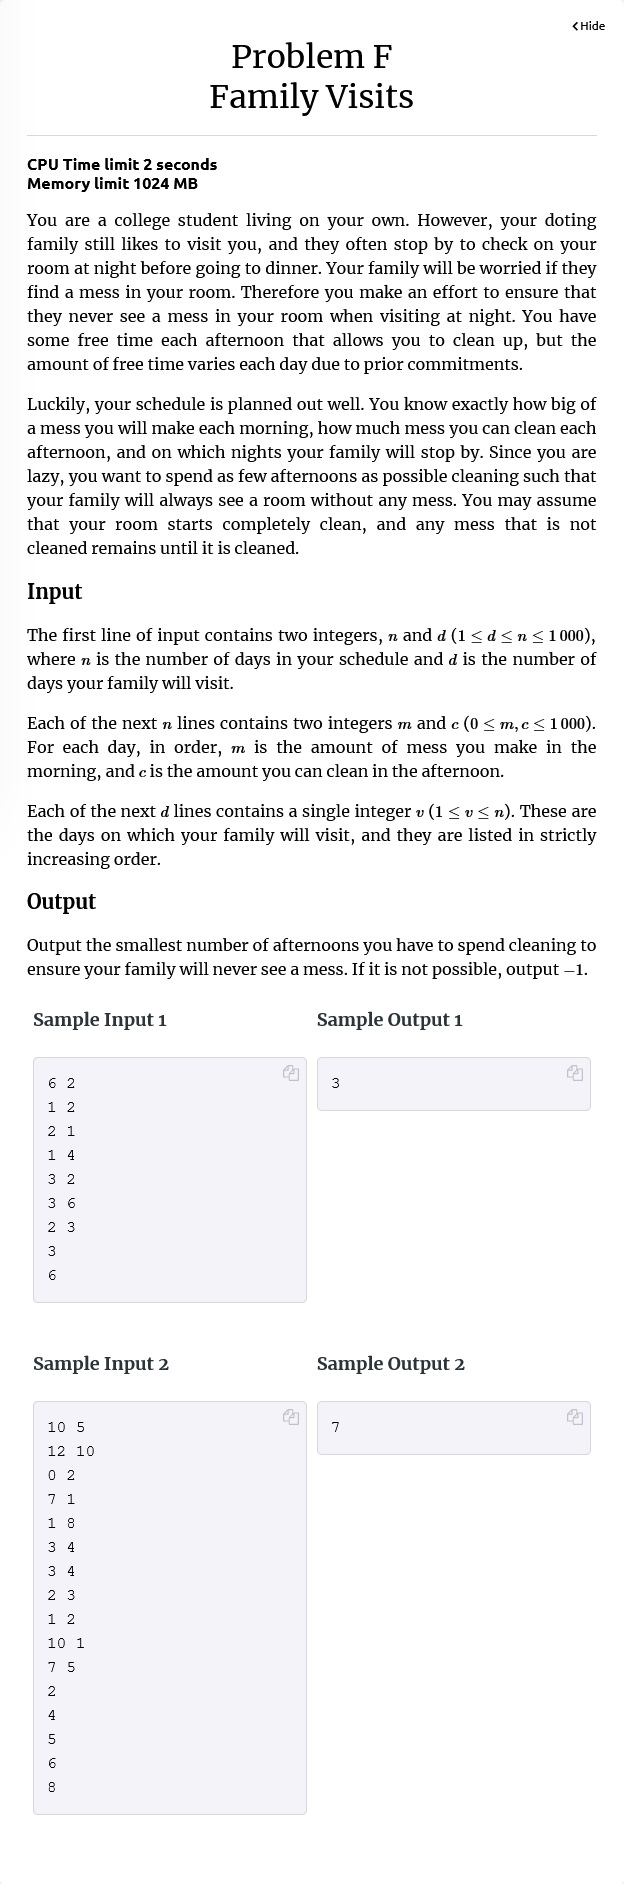 Hide
Problem F
Family Visits
CPU Time limit 2 seconds
Memory limit 1024 MB
You are a college student living on your own. However, your doting
family still likes to visit you, and they often stop by to check on your
room at night before going to dinner. Your family will be worried if they
find a mess in your room. Therefore you make an effort to ensure that
they never see a mess in your room when visiting at night. You have
some free time each afternoon that allows you to clean up, but the
amount of free time varies each day due to prior commitments.
Luckily, your schedule is planned out well. You know exactly how big of
a mess you will make each morning, how much mess you can clean each
afternoon, and on which nights your family will stop by. Since you are
lazy, you want to spend as few afternoons as possible cleaning such that
your family will always see a room without any mess. You may assume
that your room starts completely clean, and any mess that is not
cleaned remains until it is cleaned.
Input
The first line of input contains two integers, n and d (1 ≤ d ≤ n ≤ 1 000),
where n is the number of days in your schedule and d is the number of
days your family will visit.
Each of the next n lines contains two integers m and c (0 ≤ m, c ≤ 1 000).
For each day, in order, m is the amount of mess you make in the
morning, and c is the amount you can clean in the afternoon.
Each of the next d lines contains a single integer v (1 ≤ v ≤ n). These are
the days on which your family will visit, and they are listed in strictly
increasing order.
Output
Output the smallest number of afternoons you have to spend cleaning to
ensure your family will never see a mess. If it is not possible, output −1.
Sample Input 1 Sample Output 1
6 2
1 2
2 1
1 4
3 2
3 6
2 3
3
6
3
Sample Input 2 Sample Output 2
10 5
12 10
0 2
7 1
1 8
3 4
3 4
2 3
1 2
10 1
7 5
2
4
5
6
8
7